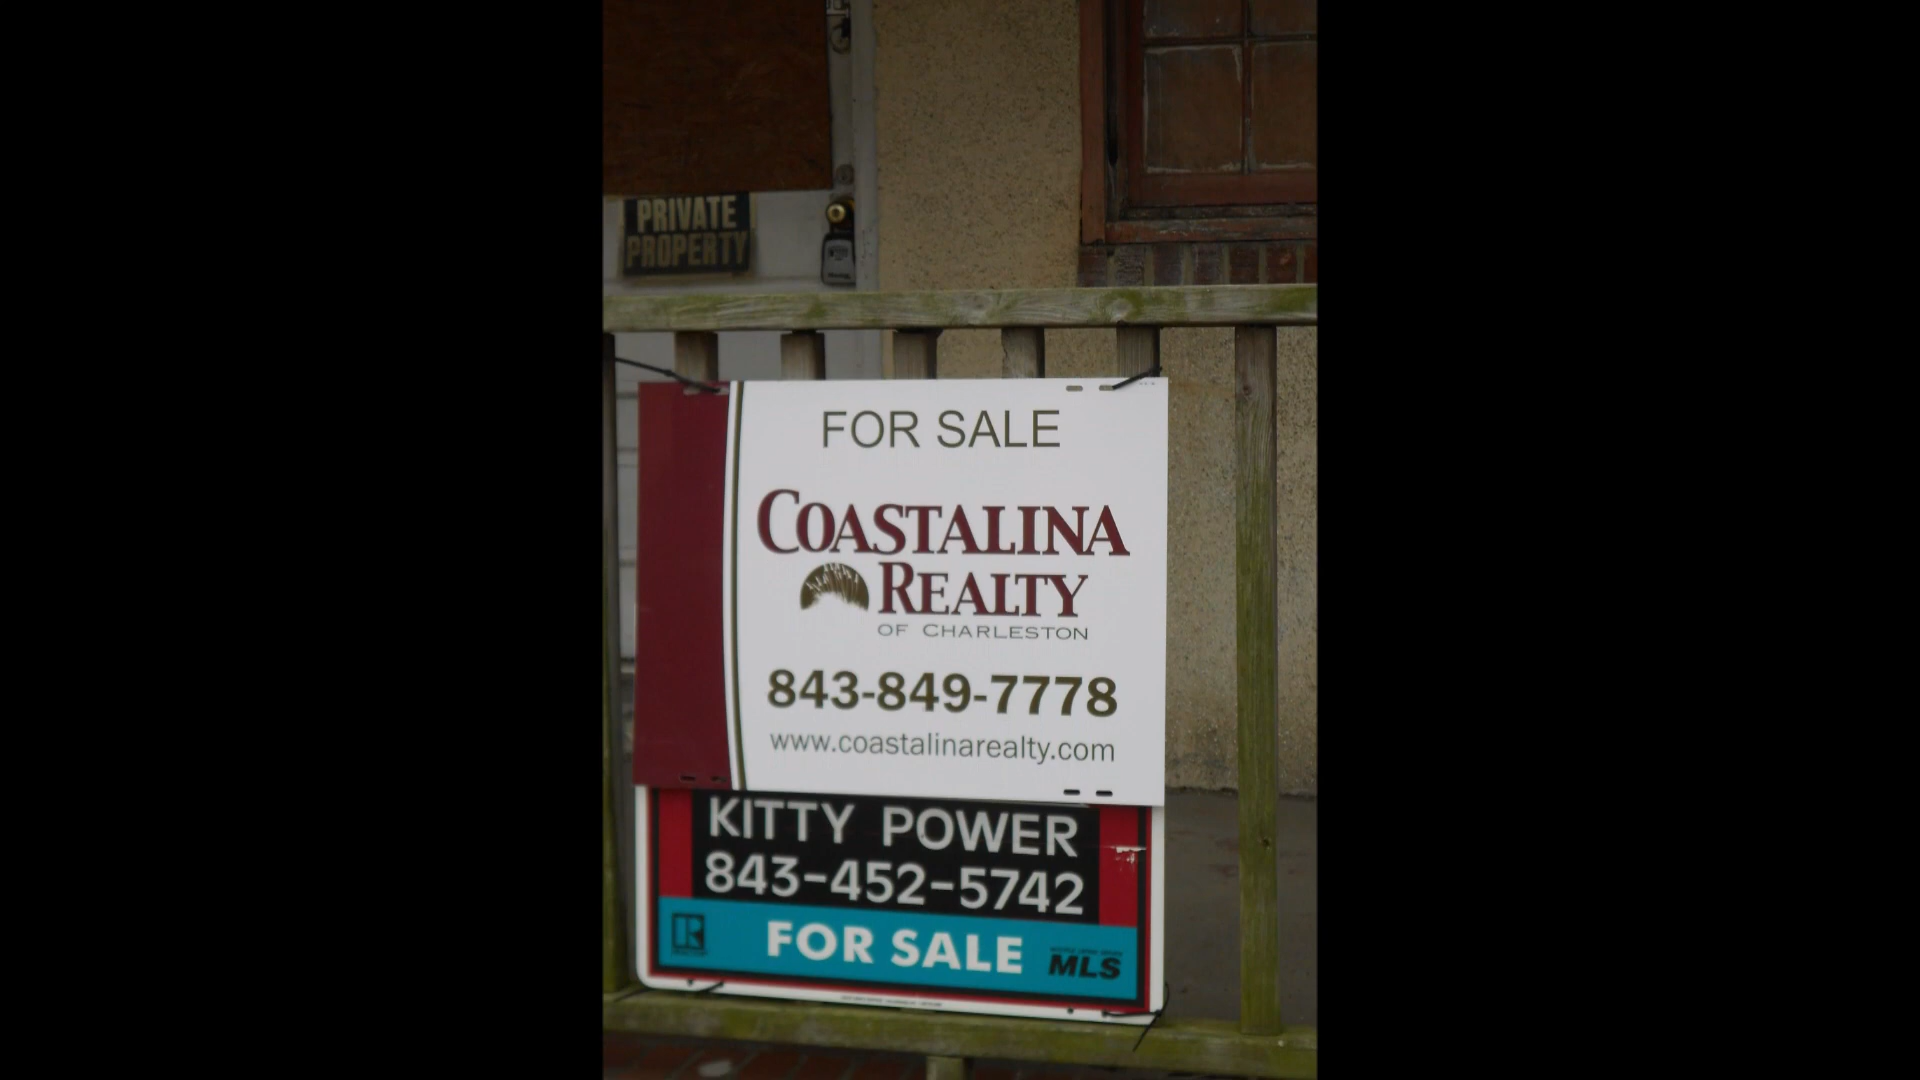 PRIVATE
PROPERTY
FOR SALE
COASTALINA
REALTY
OF CHARLESTON
843-849-7778
www.coastalinarealty.com
KITTY POWER
843-452-5742
FOR SALE
MLS